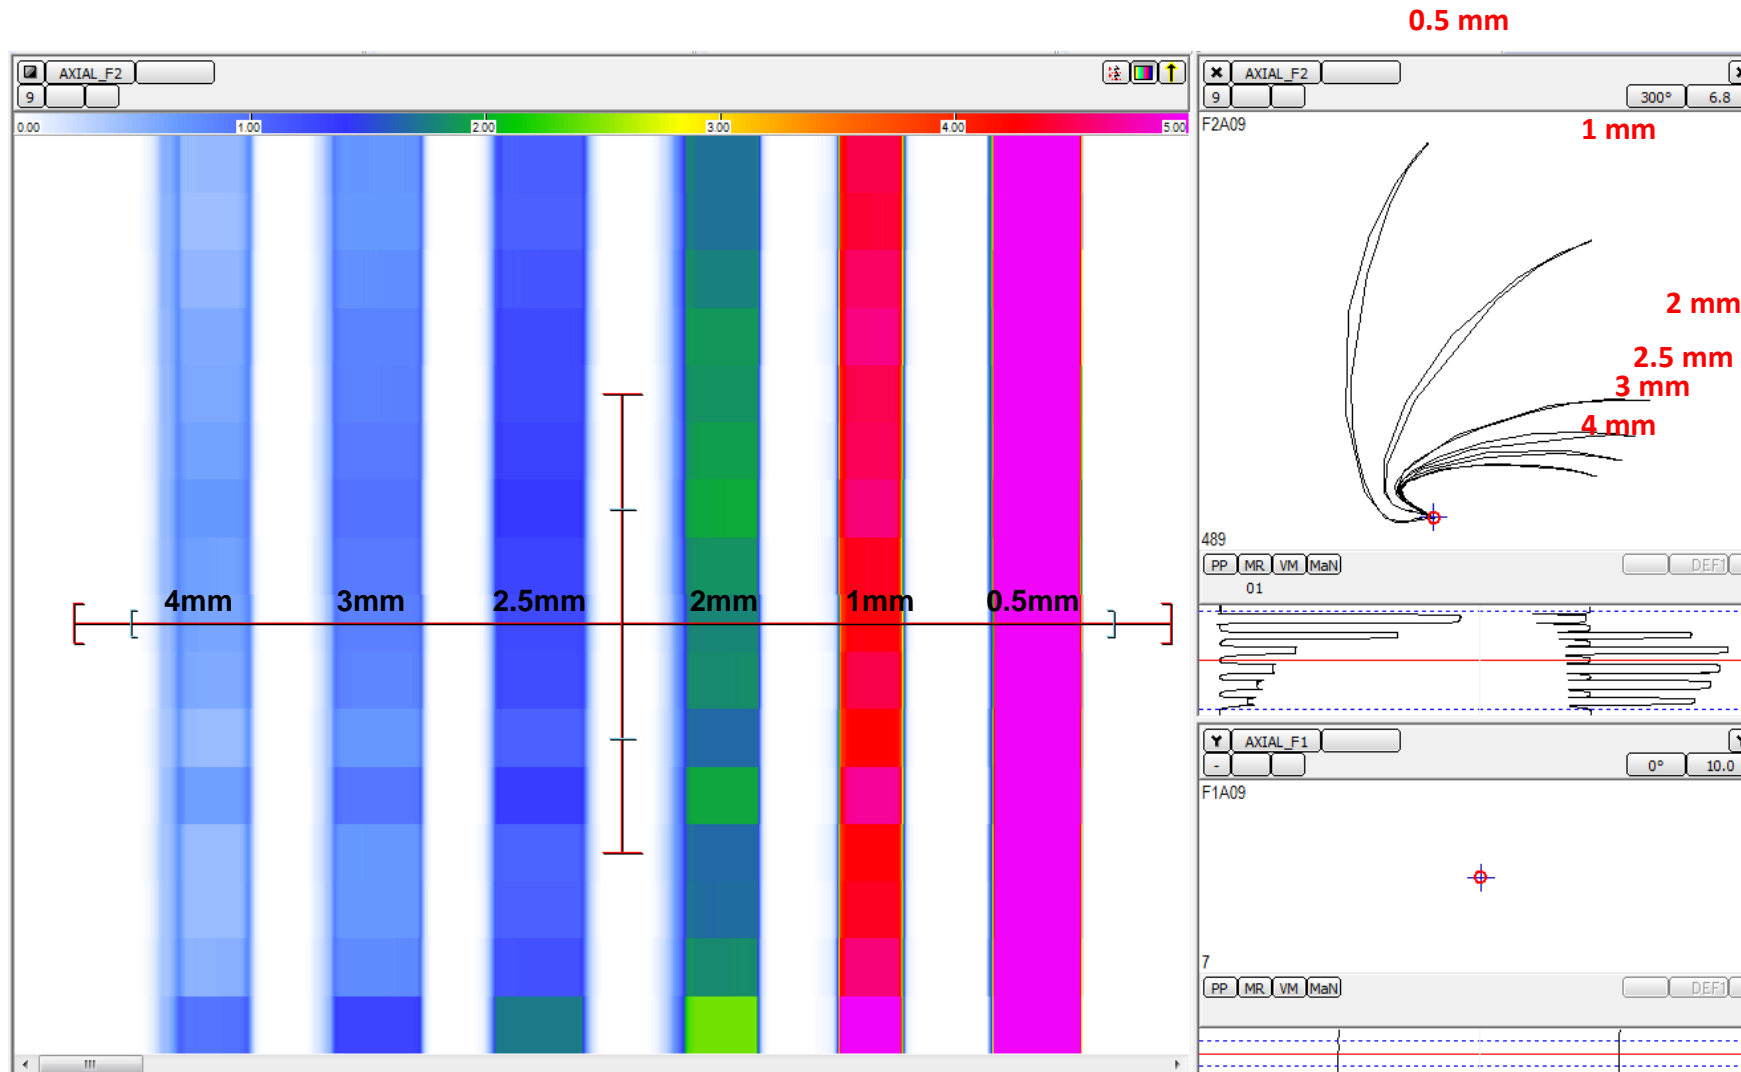 0.5 mm
AXIAL_F2
9
0.00 1.00 2.00 3.00 4.00 5.00
4mm 3mm 2.5mm 2mm 1mm 0.5mm
AXIAL_F2
9 300° 6.8
F2A09
1 mm
2 mm
2.5 mm
3 mm
4 mm
489
PP MR VM MaN DEF1
01
AXIAL_F1
- 0° 10.0
F1A09
7
PP MR VM MaN DEF1